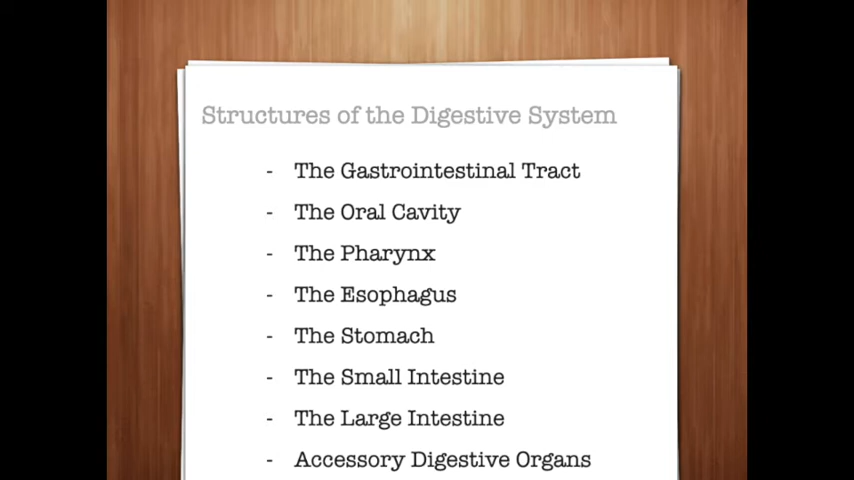 Structures of the Digestive System
- The Gastrointestinal Tract
- The Oral Cavity
- The Pharynx
- The Esophagus
- The Stomach
- The Small Intestine
- The Large Intestine
- Accessory Digestive Organs